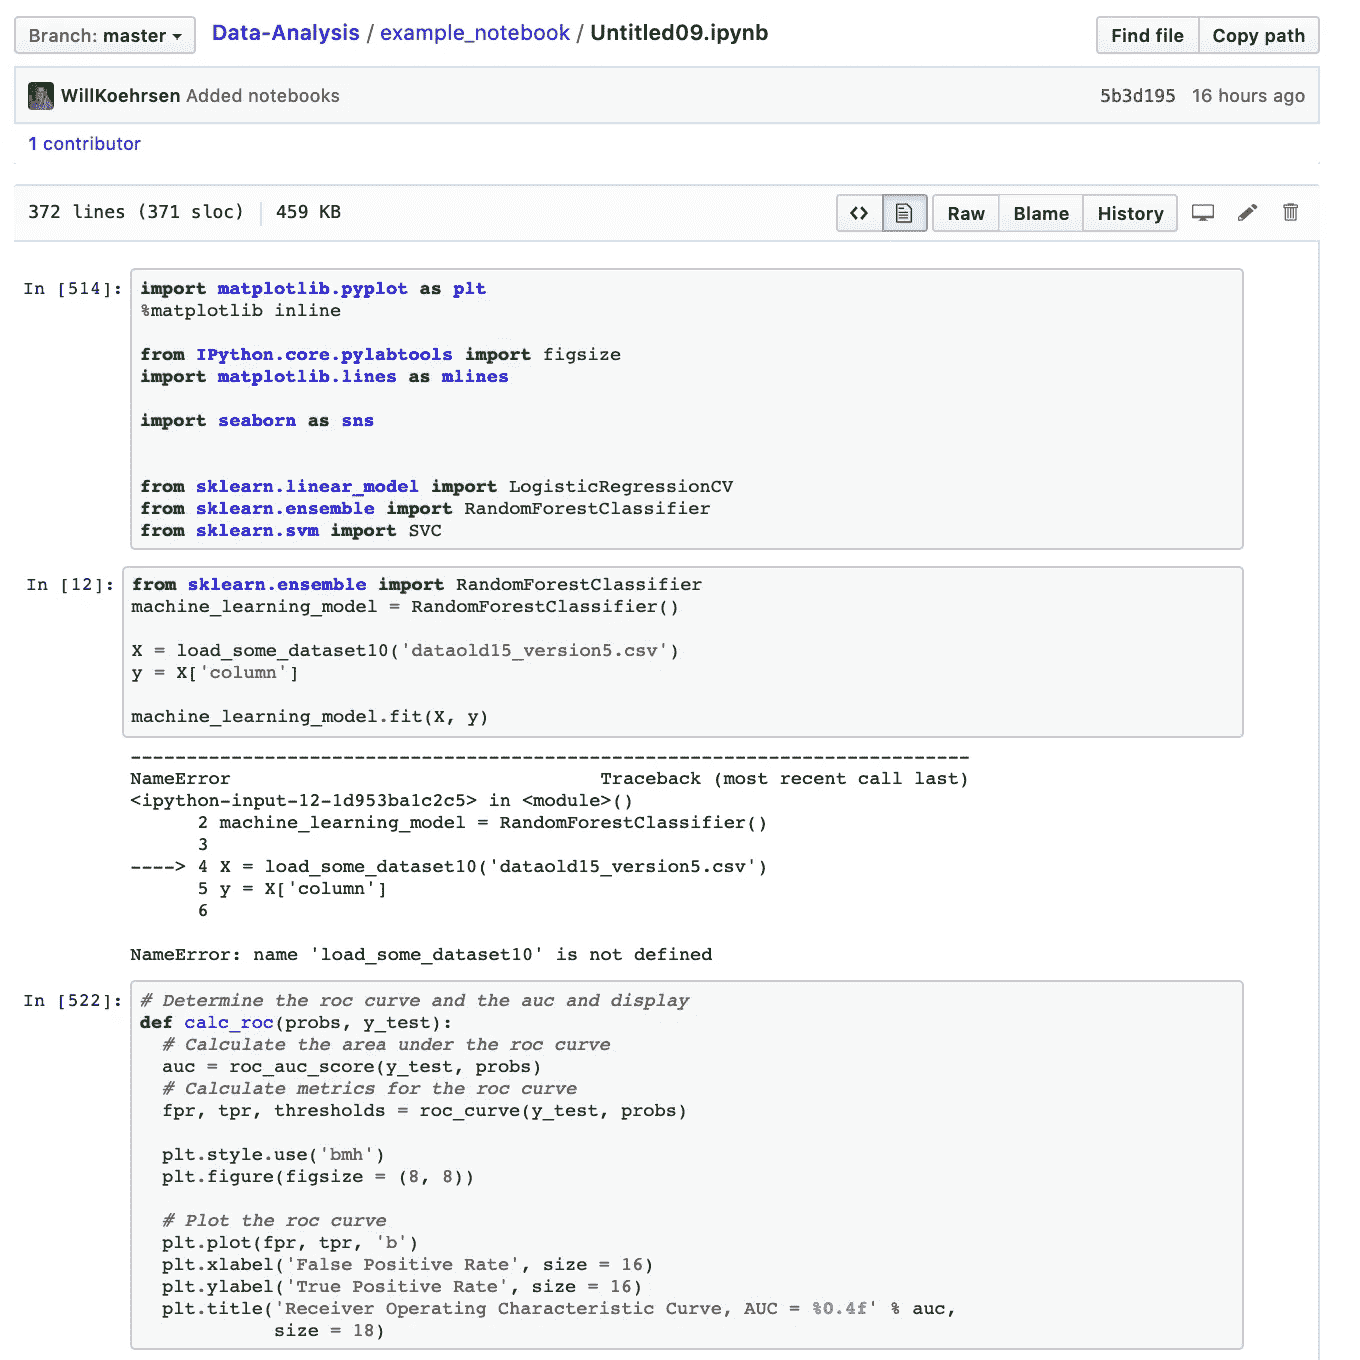 Branch: master Data-Analysis / example_notebook / Untitled09.ipynb Find file Copy path
WillKoehrsen Added notebooks 5b3d195 16 hours ago
1 contributor
372 lines (371 sloc) 459 KB <> Raw Blame History
In [514]: import matplotlib.pyplot as plt
%matplotlib inline
from IPython.core.pylabtools import figsize
import matplotlib.lines as mlines
import seaborn as sns
from sklearn.linear_model import LogisticRegressionCV
from sklearn.ensemble import RandomForestClassifier
from sklearn.svm import SVC
In [12]: from sklearn.ensemble import RandomForestClassifier
machine_learning_model = RandomForestClassifier()
X = load_some_dataset10('dataold15_version5.csv')
y = X['column']
machine_learning_model.fit(X, y)
---------------------------------------------------------------------------
NameError                                 Traceback (most recent call last)
<ipython-input-12-1d953ba1c2c5> in <module>()
      2 machine_learning_model = RandomForestClassifier()
      3
----> 4 X = load_some_dataset10('dataold15_version5.csv')
      5 y = X['column']
      6
NameError: name 'load_some_dataset10' is not defined
In [522]: # Determine the roc curve and the auc and display
def calc_roc(probs, y_test):
  # Calculate the area under the roc curve
  auc = roc_auc_score(y_test, probs)
  # Calculate metrics for the roc curve
  fpr, tpr, thresholds = roc_curve(y_test, probs)
  plt.style.use('bmh')
  plt.figure(figsize = (8, 8))
  # Plot the roc curve
  plt.plot(fpr, tpr, 'b')
  plt.xlabel('False Positive Rate', size = 16)
  plt.ylabel('True Positive Rate', size = 16)
  plt.title('Receiver Operating Characteristic Curve, AUC = %0.4f' % auc,
            size = 18)